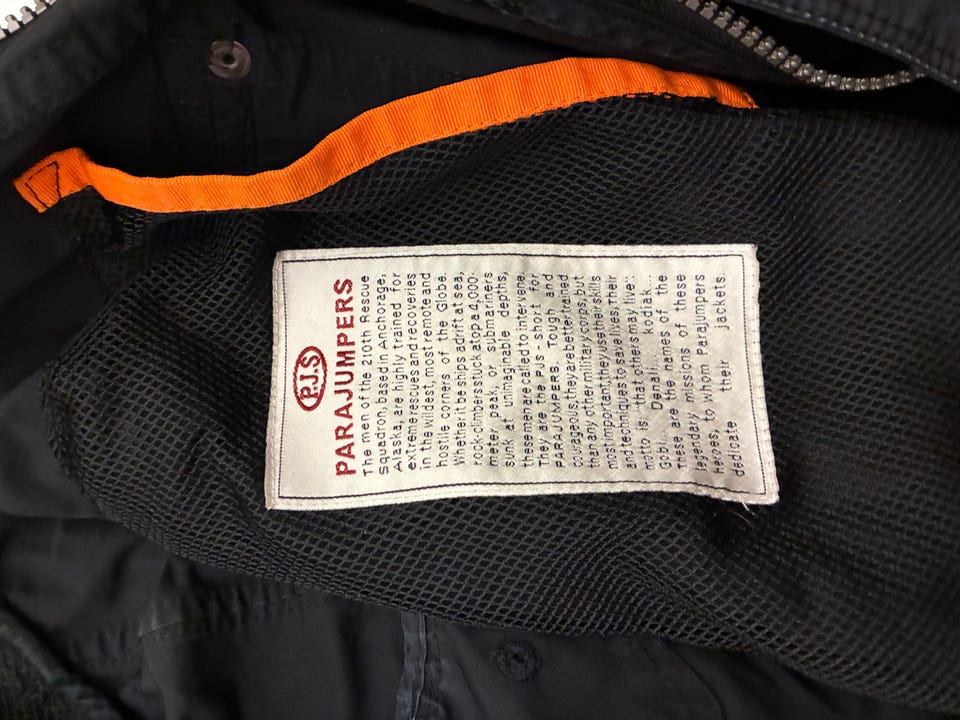 P.J.S
PARAJUMPERS
The men of the 210th Rescue
Squadron, based in Anchorage,
Alaska, are highly trained for
extreme rescues and recoveries
in the wildest, most remote and
hostile corners of the Globe.
Whether it be ships adrift at sea,
rock-climbers stuck atop a 4,000-
meter peak, or submariners
sunk at unimaginable depths,
these men are called to intervene.
They are the PJs - short for
PARAJUMPERS. Tough and
courageous, they are better trained
than any other military corps, but
most important, they use their skills
and techniques to save lives. their
motto is "that others may live"
Gobi... Denali... Kodiak...
These are the names of the
legendary missions of these
heroes, to whom Parajumpers
dedicate their jackets.